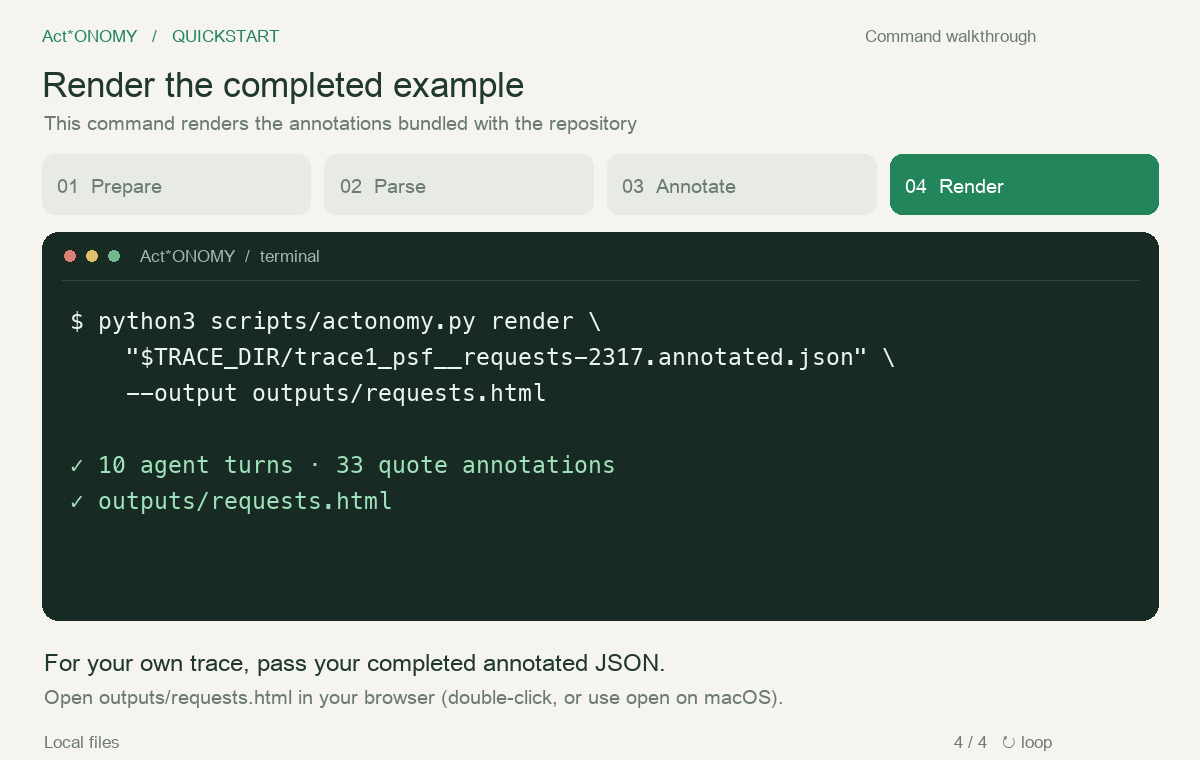 Act*ONOMY / QUICKSTART
Command walkthrough
Render the completed example
This command renders the annotations bundled with the repository
01 Prepare
02 Parse
03 Annotate
04 Render
Act*ONOMY / terminal
$ python3 scripts/actonomy.py render \
"$TRACE_DIR/trace1_psf__requests-2317.annotated.json" \
--output outputs/requests.html
✓ 10 agent turns · 33 quote annotations
✓ outputs/requests.html
For your own trace, pass your completed annotated JSON.
Open outputs/requests.html in your browser (double-click, or use open on macOS).
Local files
4 / 4 ↻ loop